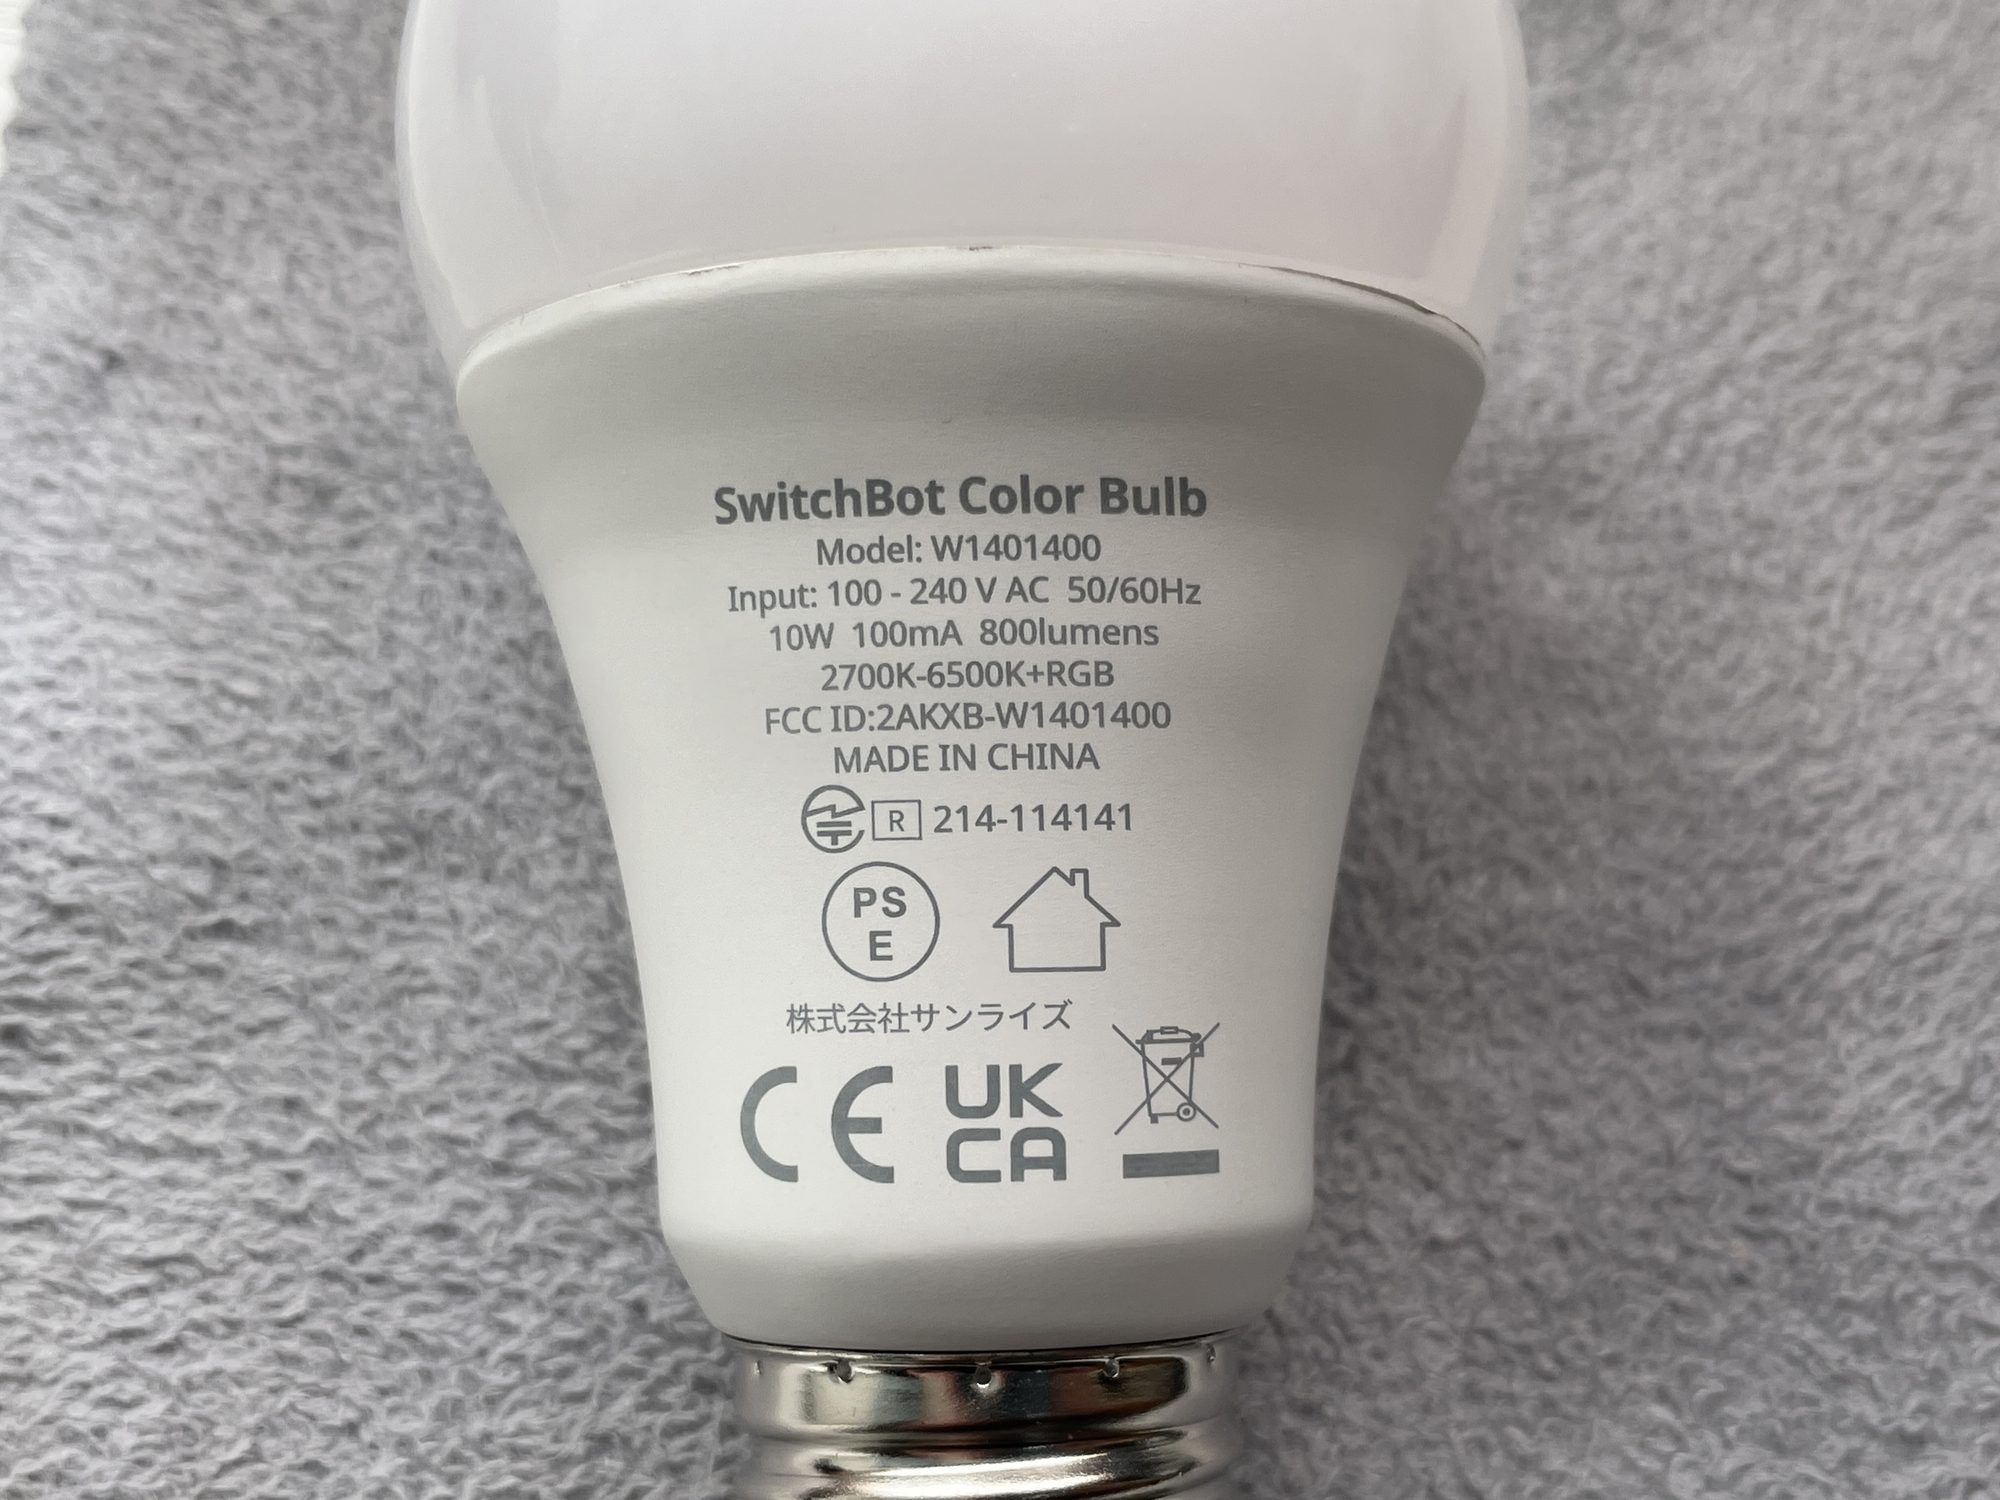 SwitchBot Color Bulb
Model: W1401400
Input: 100 - 240 V AC 50/60Hz
10W 100mA 800lumens
2700K-6500K+RGB
FCC ID:2AKXB-W1401400
MADE IN CHINA
R 214-114141
PS
E
株式会社サンライズ
CE UK
CA